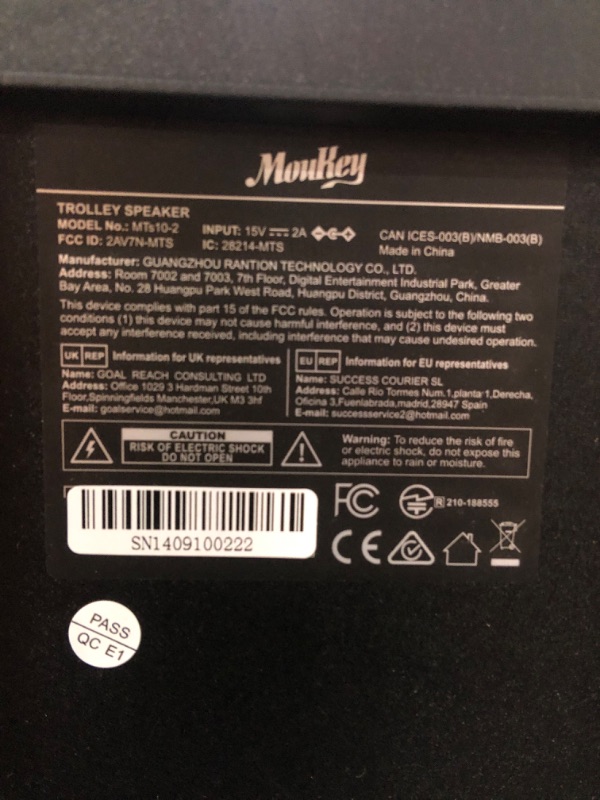 MouKey
TROLLEY SPEAKER
MODEL No.: MTs10-2
FCC ID: 2AV7N-MTS
INPUT: 15V 2A
IC: 28214-MTS
CAN ICES-003(B)/NMB-003(B)
Made in China
Manufacturer: GUANGZHOU RANTION TECHNOLOGY CO., LTD.
Address: Room 7002 and 7003, 7th Floor, Digital Entertainment Industrial Park, Greater
Bay Area, No. 28 Huangpu Park West Road, Huangpu District, Guangzhou, China.
This device complies with part 15 of the FCC rules. Operation is subject to the following two
conditions (1) this device may not cause harmful interference, and (2) this device must
accept any interference received, including interference that may cause undesired operation.
UK REP Information for UK representatives
Name: GOAL REACH CONSULTING LTD
Address: Office 1029 3 Hardman Street 10th
Floor,Spinningfields Manchester,UK M3 3hf
E-mail: goalservice@hotmail.com
EU REP Information for EU representatives
Name: SUCCESS COURIER SL
Address: Calle Rio Tormes Num.1,planta 1,Derecha,
Oficina 3,Fuenlabrada,madrid,28947 Spain
E-mail: successservice2@hotmail.com
CAUTION
RISK OF ELECTRIC SHOCK
DO NOT OPEN
Warning: To reduce the risk of fire
or electric shock, do not expose this
appliance to rain or moisture.
SN1409100222
FC
R 210-188555
CE
PASS
QC E1